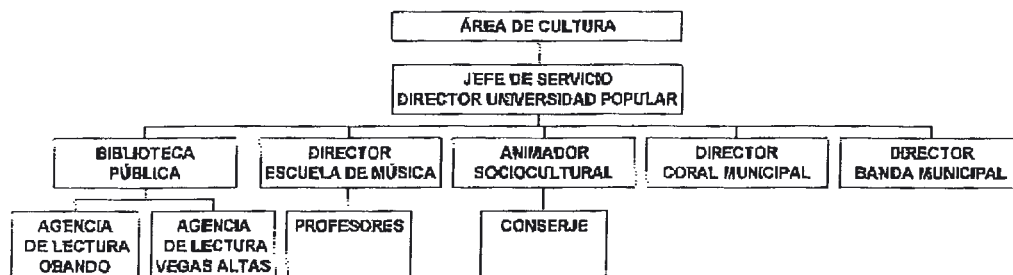 ÁREA DE CULTURA
JEFE DE SERVICIO
DIRECTOR UNIVERSIDAD POPULAR
BIBLIOTECA
PÚBLICA
DIRECTOR
ESCUELA DE MÚSICA
ANIMADOR
SOCIOCULTURAL
DIRECTOR
CORAL MUNICIPAL
DIRECTOR
BANDA MUNICIPAL
AGENCIA
DE LECTURA
OBANDO
AGENCIA
DE LECTURA
VEGAS ALTAS
PROFESORES
CONSERJE